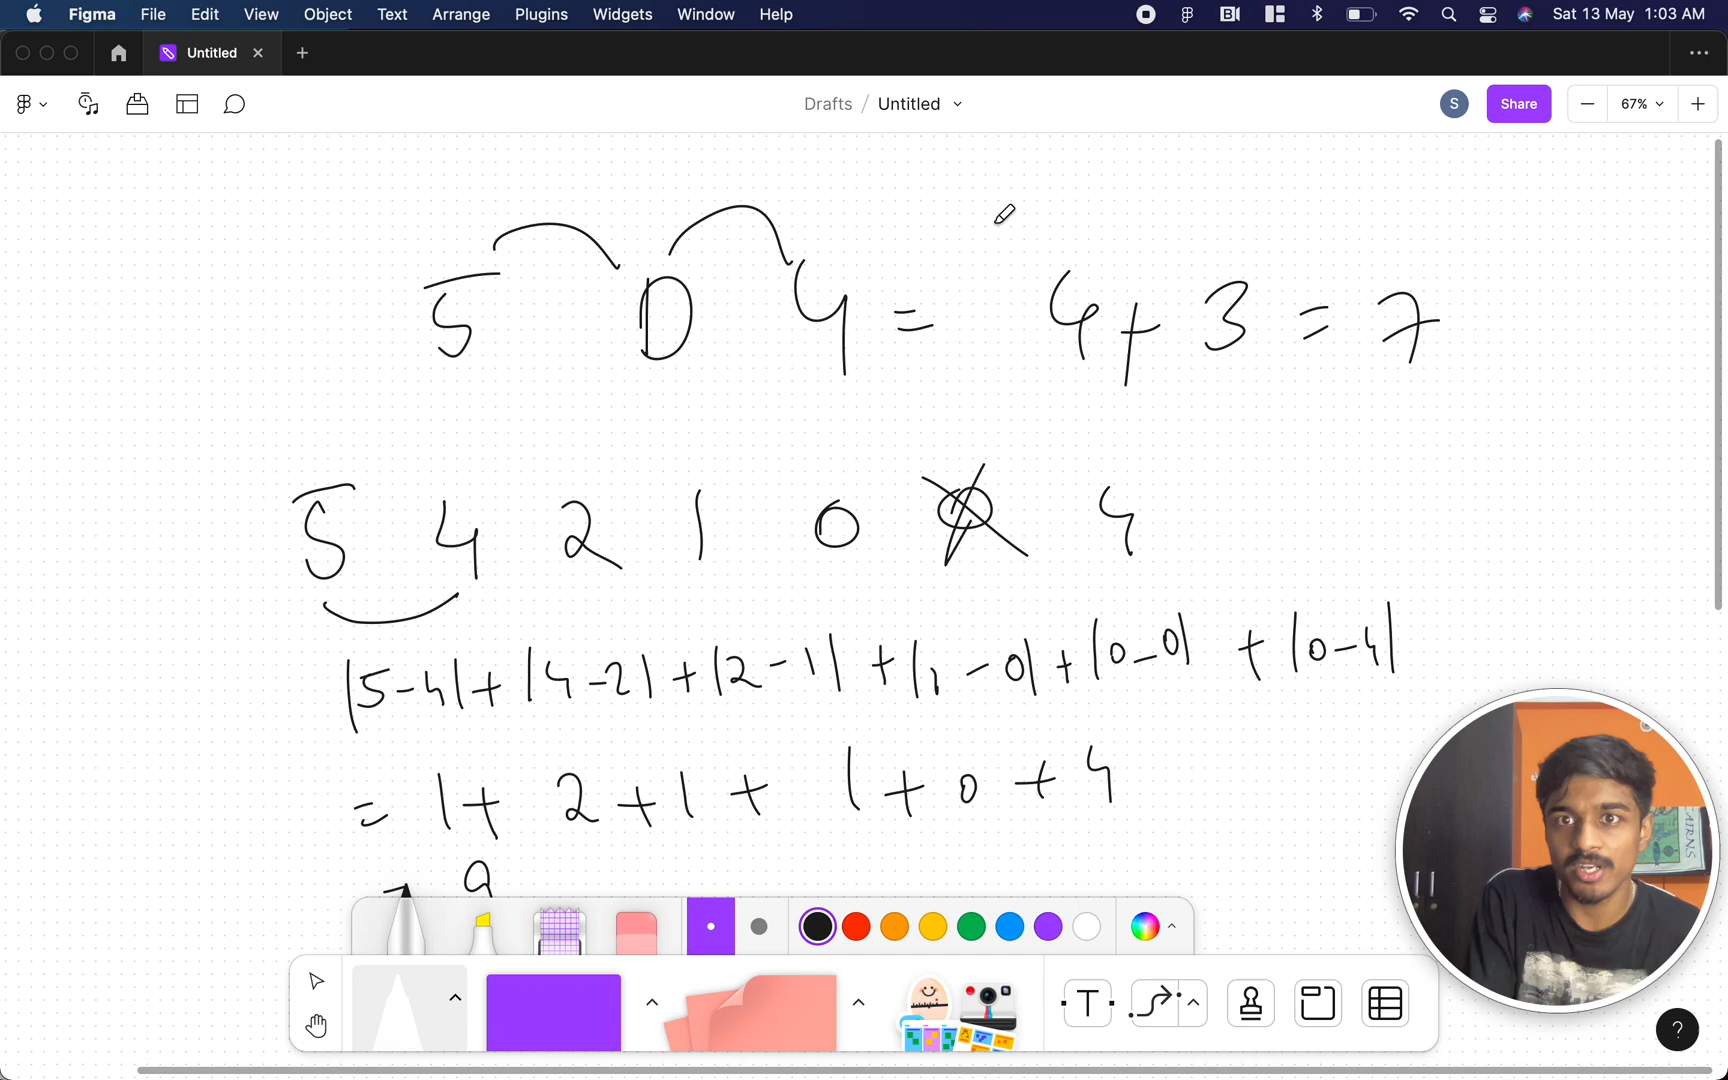 Figma File Edit View Object Text Arrange Plugins Widgets Window Help Sat 13 May 1:03 AM
Untitled
Drafts / Untitled S Share 67%
5 D 4 = 4 + 3 = 7
5 4 2 1 0 0 4
|5-4| + |4-2| + |2-1| + |1-0| + |0-0| + |0-4|
= 1 + 2 + 1 + 1 + 0 + 4
9
T
?